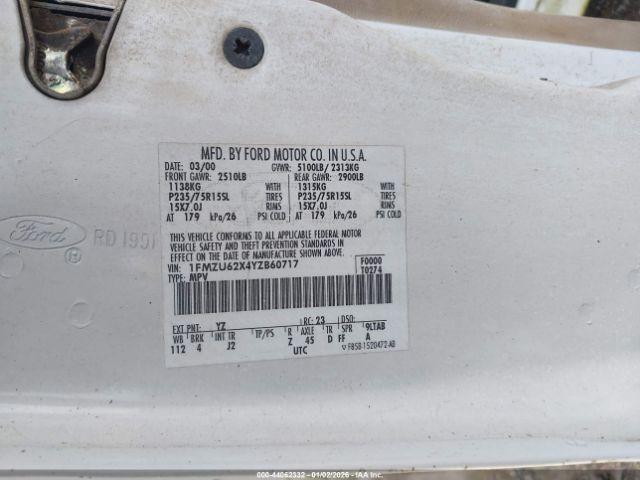 MFD. BY FORD MOTOR CO. IN U.S.A.
DATE: 03/00 GVWR: 5100LB/ 2313KG
FRONT GAWR: 2510LB REAR GAWR: 2900LB
1138KG WITH 1315KG WITH
P235/75R15SL TIRES P235/75R15SL TIRES
15X7.0J RIMS 15X7.0J RIMS
AT 179 kPa/26 PSI COLD AT 179 kPa/26 PSI COLD
THIS VEHICLE CONFORMS TO ALL APPLICABLE FEDERAL MOTOR
VEHICLE SAFETY AND THEFT PREVENTION STANDARDS IN
EFFECT ON THE DATE OF MANUFACTURE SHOWN ABOVE.
VIN: 1FMZU62X4YZB60717 F0000
TYPE: MPV T0274
EXT PNT: YZ RC: 23 DSO:
WB BRK INT TR TP/PS R AXLE TR SPR 9LTAB
112 4 J2 Z 45 D FF A
UTC
Ford ® RD 1991
000-44062332 - 01/02/2026 - IAAI.COM